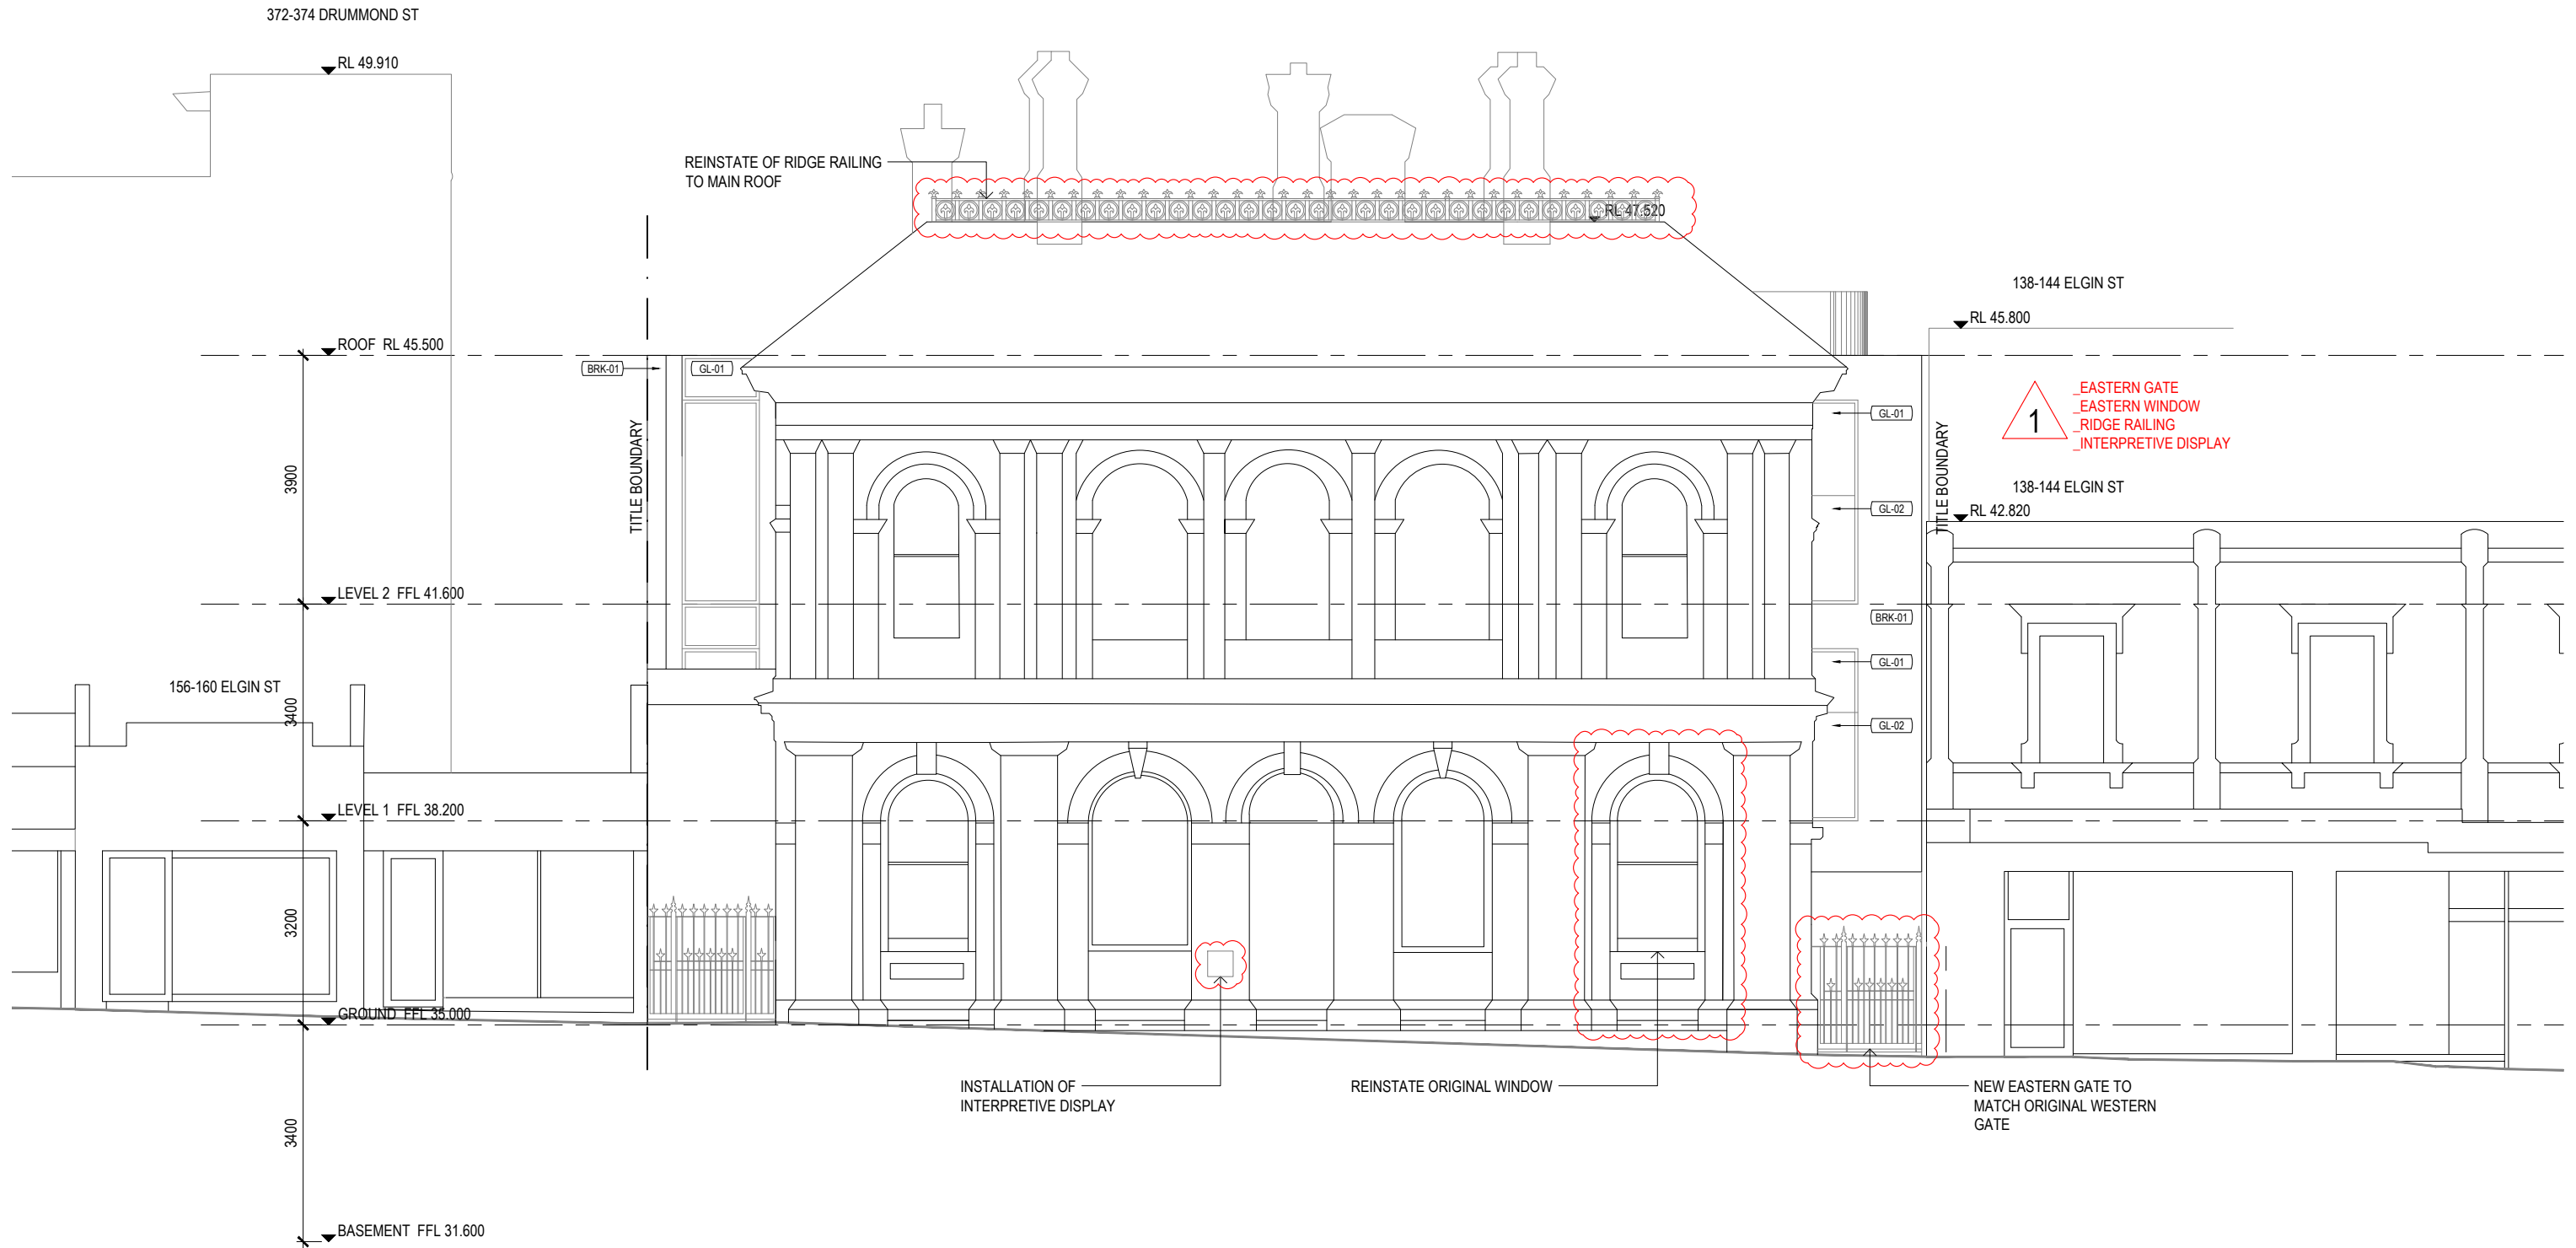 372-374 DRUMMOND ST
RL 49.910
REINSTATE OF RIDGE RAILING
TO MAIN ROOF
RL 47.520
138-144 ELGIN ST
RL 45.800
ROOF RL 45.500
BRK-01
GL-01
1
_EASTERN GATE
_EASTERN WINDOW
_RIDGE RAILING
_INTERPRETIVE DISPLAY
GL-01
TITLE BOUNDARY
TITLE BOUNDARY
3900
138-144 ELGIN ST
RL 42.820
GL-02
LEVEL 2 FFL 41.600
BRK-01
GL-01
156-160 ELGIN ST
3400
GL-02
LEVEL 1 FFL 38.200
3200
GROUND FFL 35.000
INSTALLATION OF
INTERPRETIVE DISPLAY
REINSTATE ORIGINAL WINDOW
NEW EASTERN GATE TO
MATCH ORIGINAL WESTERN
GATE
3400
BASEMENT FFL 31.600